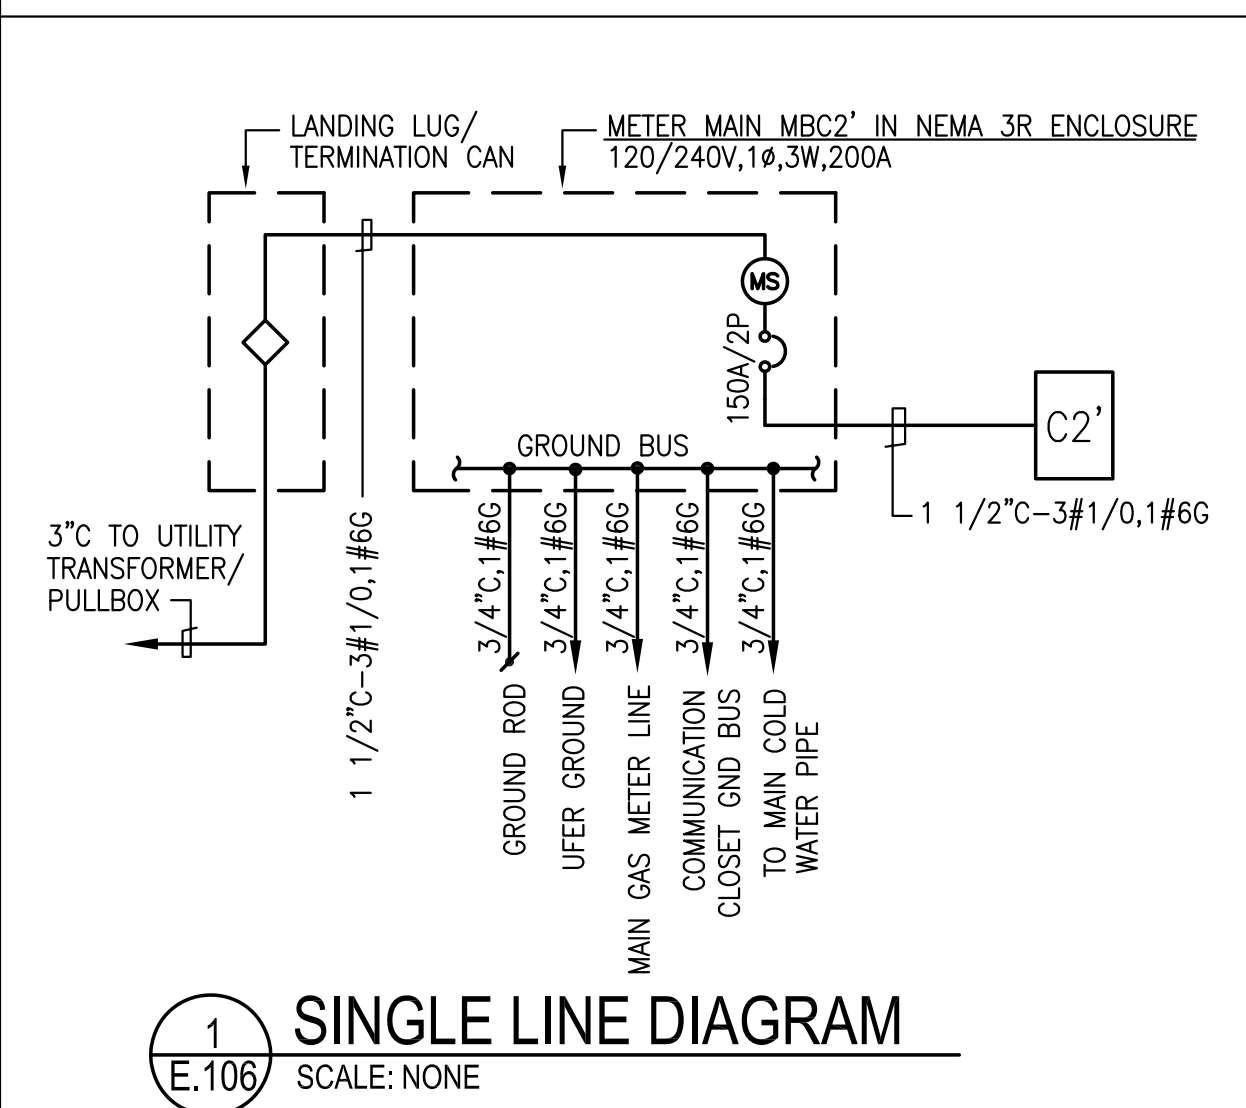 LANDING LUG/
TERMINATION CAN
METER MAIN MBC2' IN NEMA 3R ENCLOSURE
120/240V,1ø,3W,200A
MS
150A/2P
C2'
GROUND BUS
1 1/2"C-3#1/0,1#6G
3"C TO UTILITY
TRANSFORMER/
PULLBOX
1 1/2"C-3#1/0,1#6G
3/4"C,1#6G
3/4"C,1#6G
3/4"C,1#6G
3/4"C,1#6G
3/4"C,1#6G
GROUND ROD
UFER GROUND
MAIN GAS METER LINE
COMMUNICATION
CLOSET GND BUS
TO MAIN COLD
WATER PIPE
1
E.106
SINGLE LINE DIAGRAM
SCALE: NONE